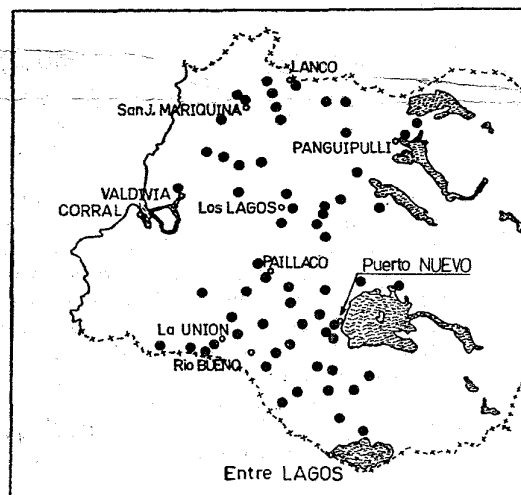 LANCO
San J. MARIQUINA
PANGUIPULLI
VALDIVIA
CORRAL
Los LAGOS
PAILLACO
Puerto NUEVO
La UNION
Rio BUENO
Entre LAGOS